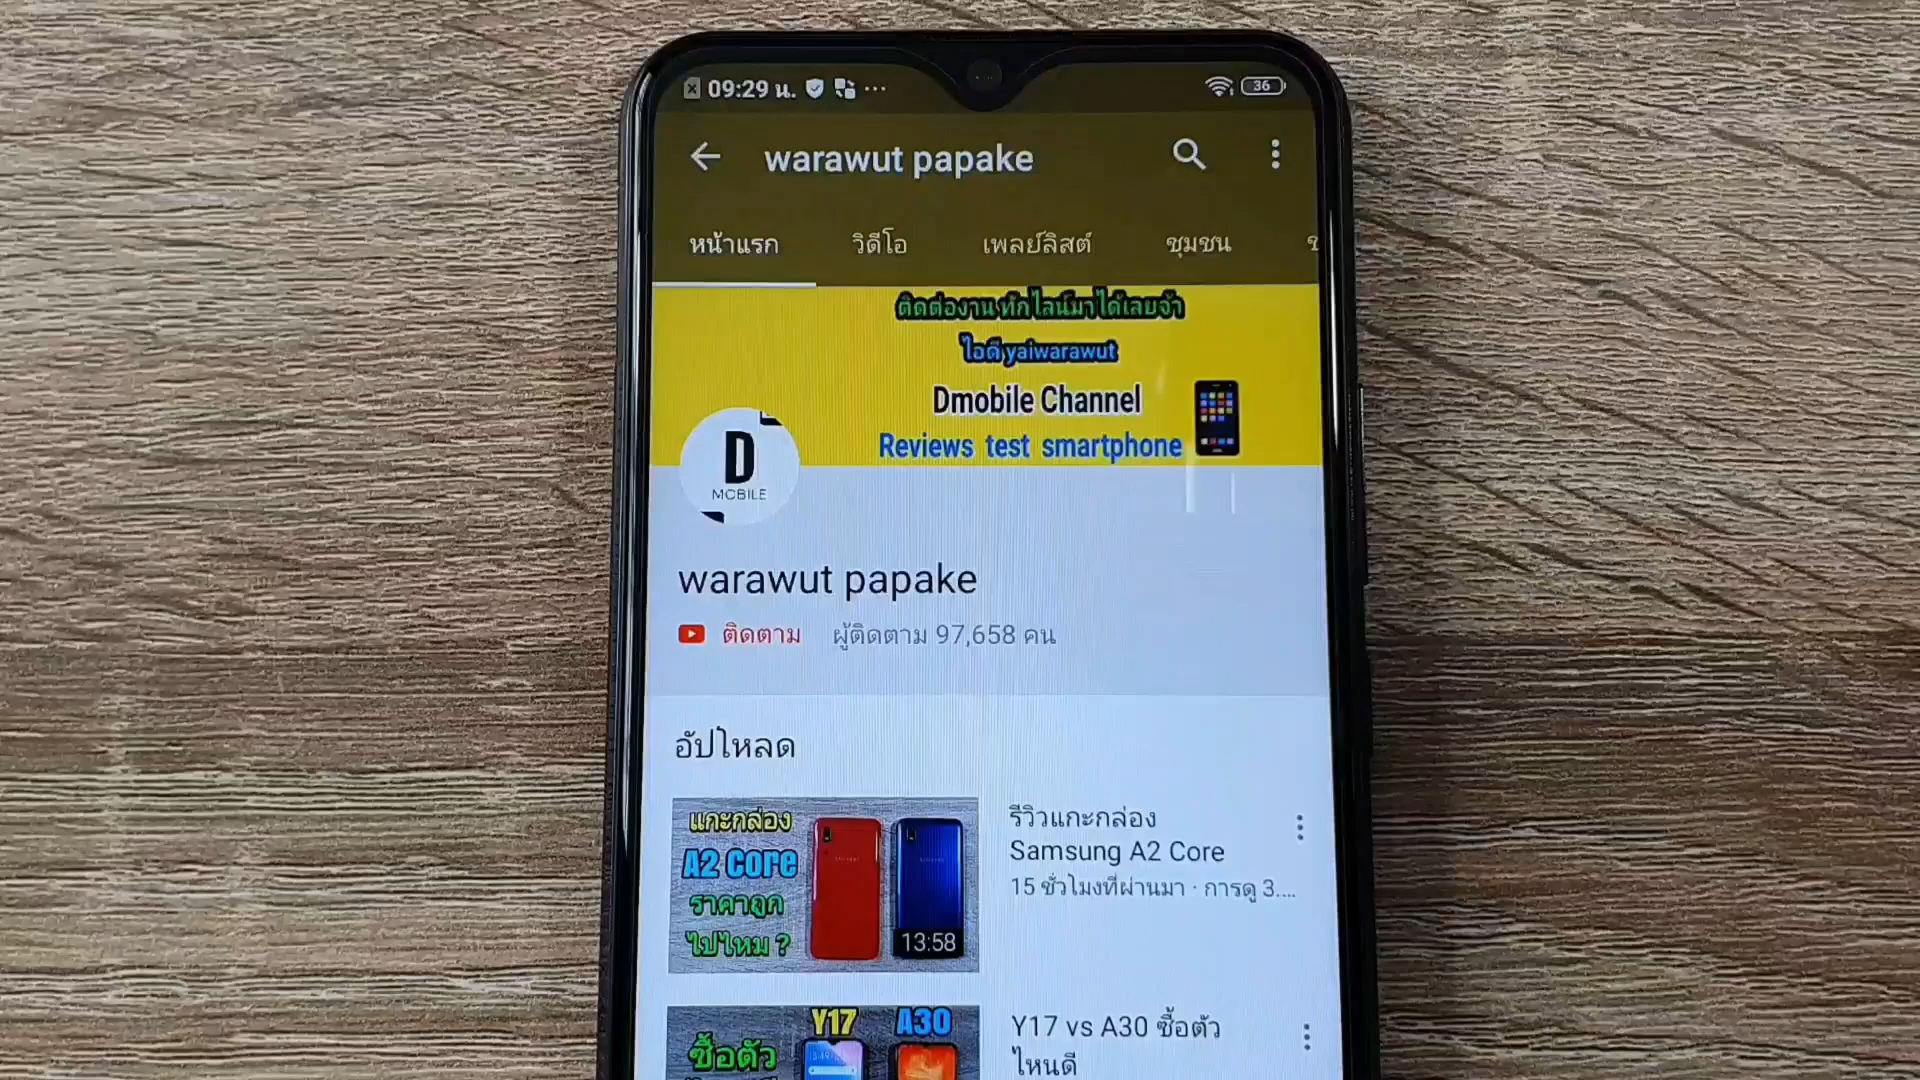 09:29 น. 36
warawut papake
หน้าแรก วิดีโอ เพลย์ลิสต์ ชุมชน
ติดต่องาน ทักไลน์มาได้เลยจ้า
ไอดี yaiwarawut
Dmobile Channel
Reviews test smartphone
D
MOBILE
warawut papake
ติดตาม ผู้ติดตาม 97,658 คน
อัปโหลด
แกะกล่อง
A2 Core
ราคาถูก
ไปไหม ?
13:58
รีวิวแกะกล่อง
Samsung A2 Core
15 ชั่วโมงที่ผ่านมา · การดู 3....
Y17 A30
ซื้อตัว
Y17 vs A30 ซื้อตัว
ไหนดี